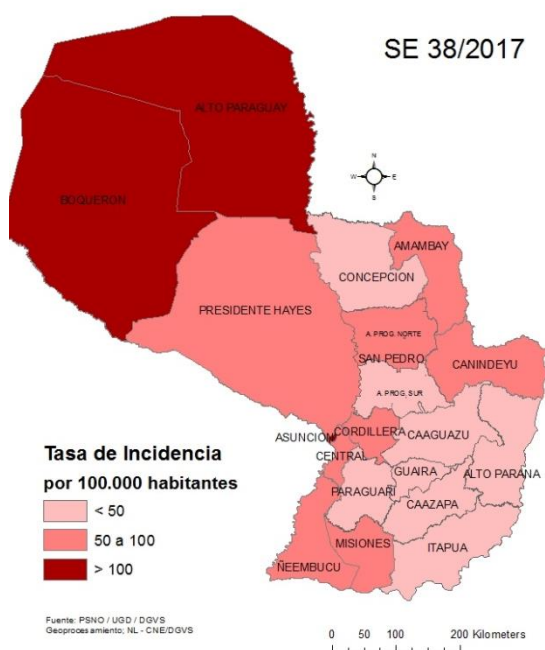 SE 38/2017
ALTO PARAGUAY
BOQUERON
N
W E
S
AMAMBAY
CONCEPCION
PRESIDENTE HAYES
A. PROG. NORTE
SAN PEDRO
CANINDEYU
A. PROG. SUR
ASUNCION
CORDILLERA
CAAGUAZU
CENTRAL
GUAIRA
ALTO PARANA
PARAGUARI
CAAZAPA
MISIONES
ITAPUA
ÑEEMBUCU
Tasa de Incidencia
por 100.000 habitantes
< 50
50 a 100
> 100
Fuente: PSNO / UGD / DGVS
Geoprocesamiento; NL - CNE/DGVS
0 50 100 200 Kilometers